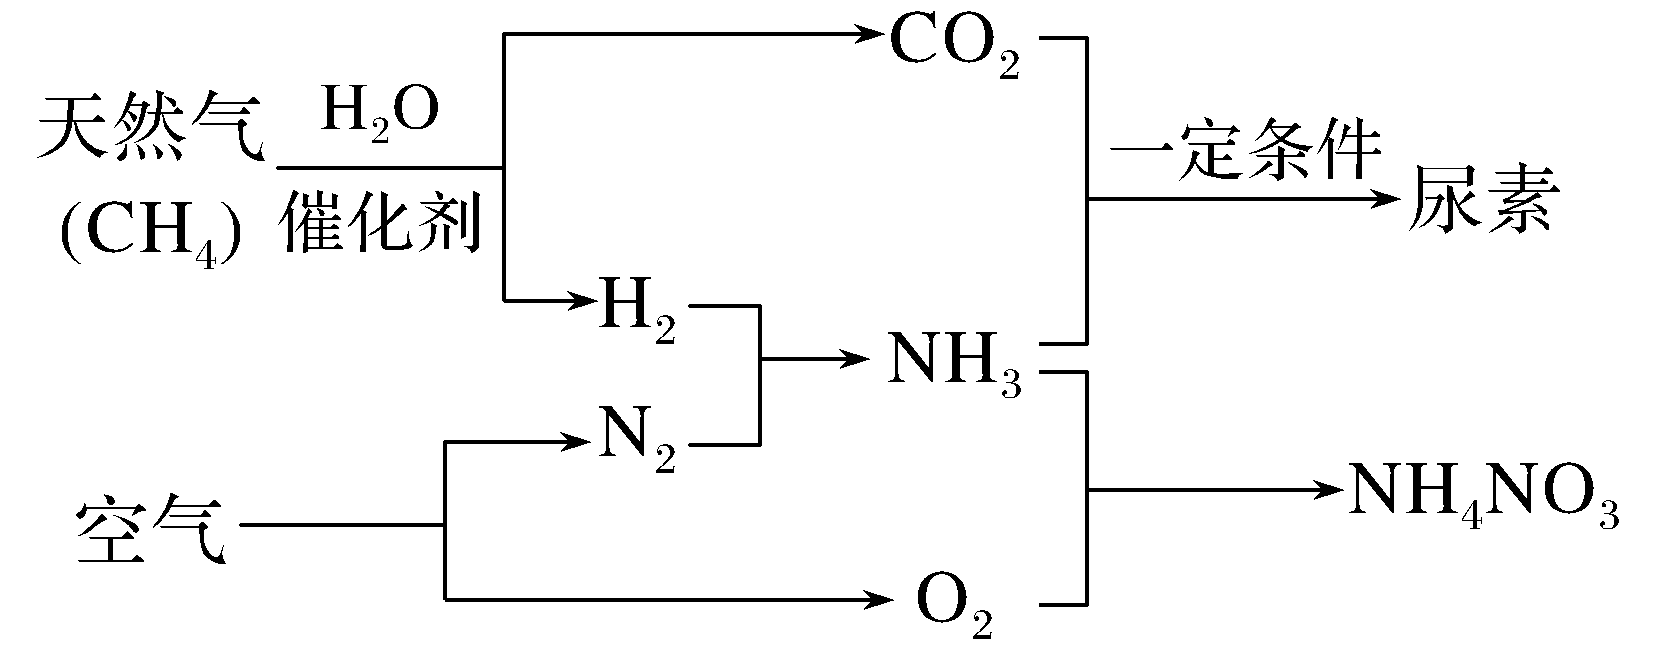 CO₂
天然气
H₂O
一定条件
(CH₄)
催化剂
尿素
H₂
NH₃
N₂
空气
NH₄NO₃
O₂